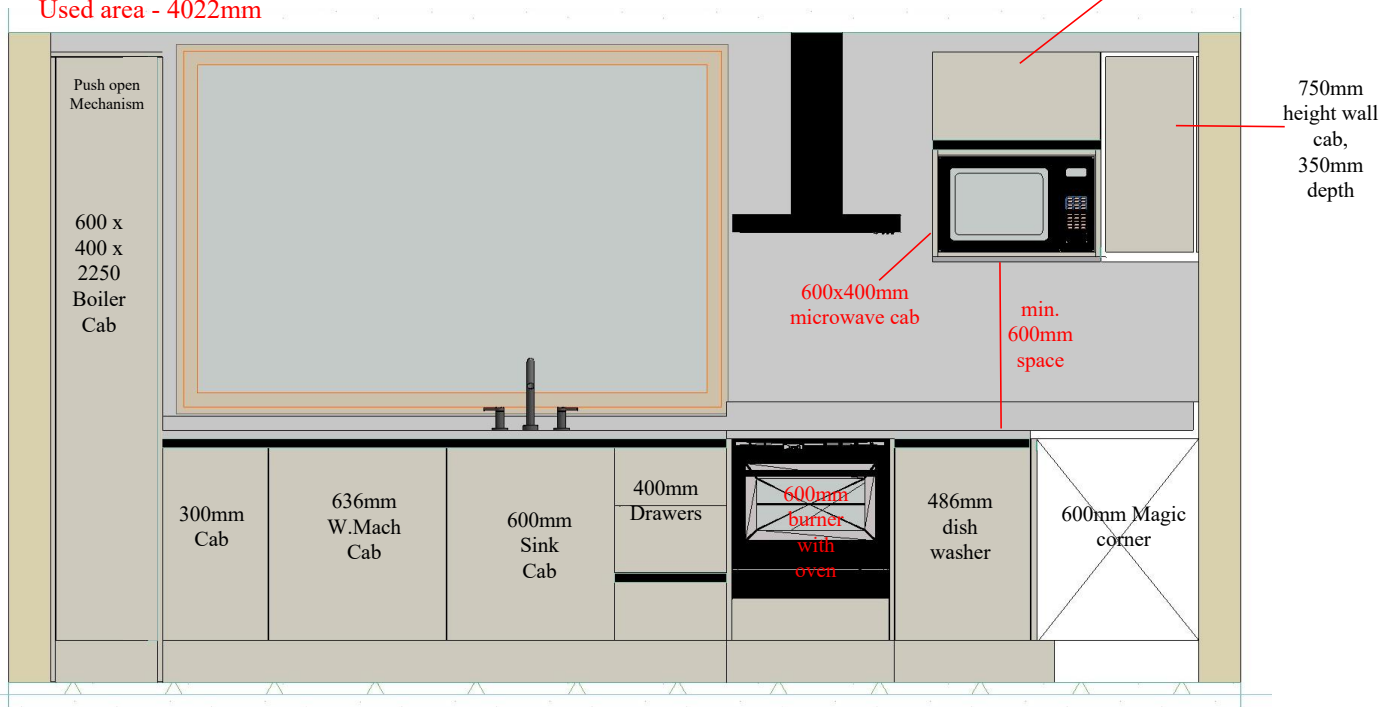 Used area - 4022mm
Push open
Mechanism
750mm
height wall
cab,
350mm
depth
600 x
400 x
2250
Boiler
Cab
600x400mm
microwave cab
min.
600mm
space
300mm
Cab
636mm
W.Mach
Cab
600mm
Sink
Cab
400mm
Drawers
600mm
burner
with
oven
486mm
dish
washer
600mm Magic
corner